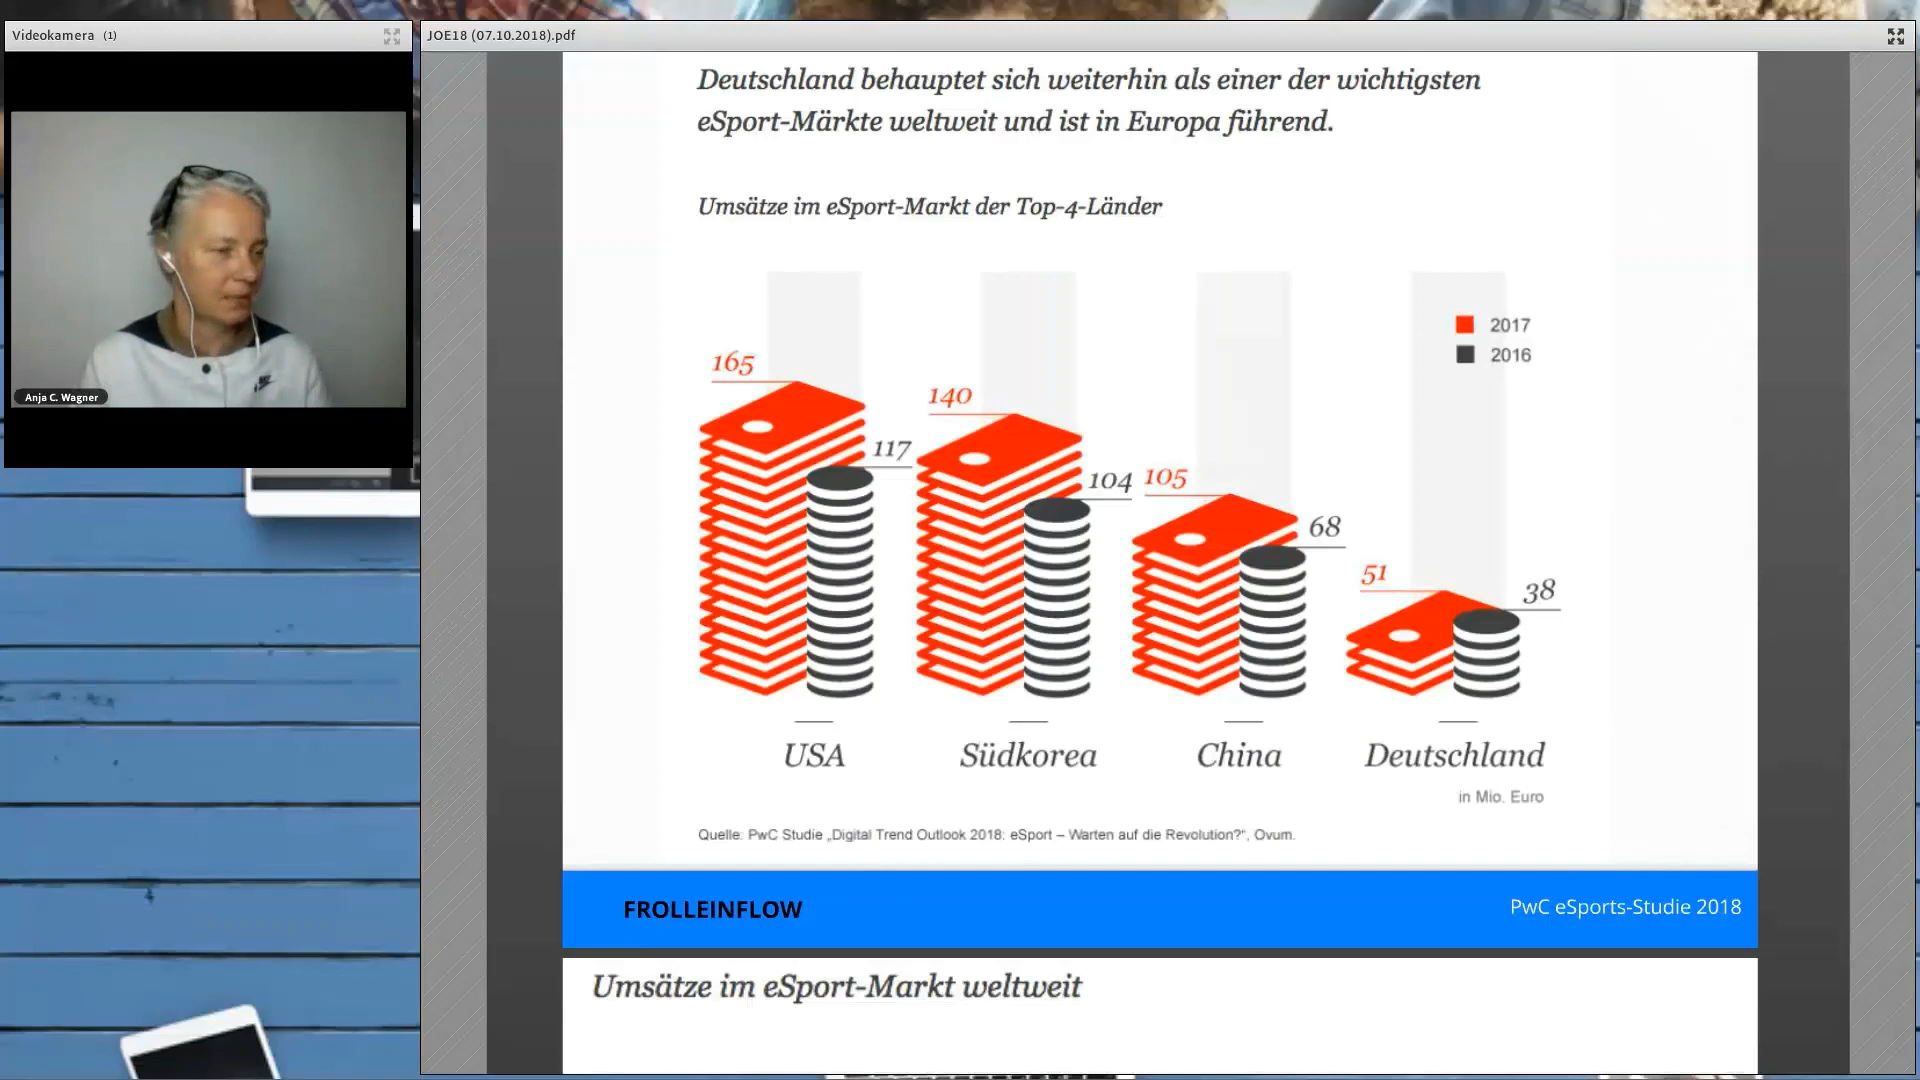 Videokamera (1)
Anja C. Wagner
JOE18 (07.10.2018).pdf
Deutschland behauptet sich weiterhin als einer der wichtigsten
eSport-Märkte weltweit und ist in Europa führend.
Umsätze im eSport-Markt der Top-4-Länder
2017
2016
165
117
140
104
105
68
51
38
USA
Südkorea
China
Deutschland
in Mio. Euro
Quelle: PwC Studie „Digital Trend Outlook 2018: eSport – Warten auf die Revolution?“, Ovum.
FROLLEINFLOW
PwC eSports-Studie 2018
Umsätze im eSport-Markt weltweit